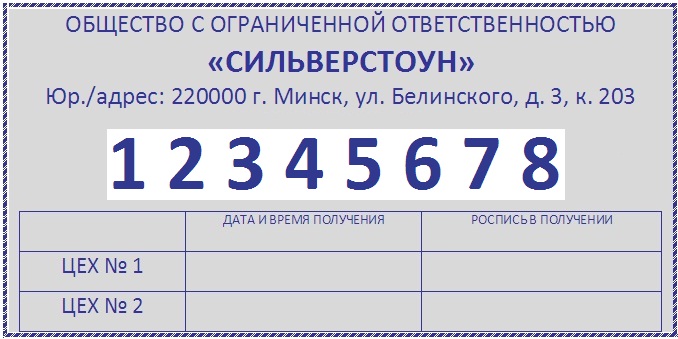 ОБЩЕСТВО С ОГРАНИЧЕННОЙ ОТВЕТСТВЕННОСТЬЮ
«СИЛЬВЕРСТОУН»
Юр./адрес: 220000 г. Минск, ул. Белинского, д. 3, к. 203
1 2 3 4 5 6 7 8
ДАТА И ВРЕМЯ ПОЛУЧЕНИЯ РОСПИСЬ В ПОЛУЧЕНИИ
ЦЕХ № 1
ЦЕХ № 2